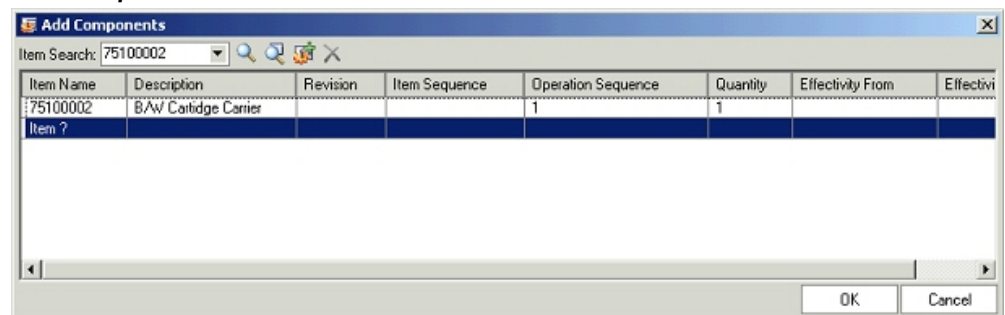 Add Components
Item Search: 75100002
Item Name Description Revision Item Sequence Operation Sequence Quantity Effectivity From Effectivi
75100002 B/W Cartidge Carrier 1 1
Item ?
OK Cancel